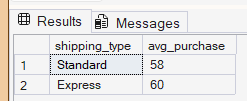 Results Messages
shipping_type avg_purchase
1 Standard 58
2 Express 60